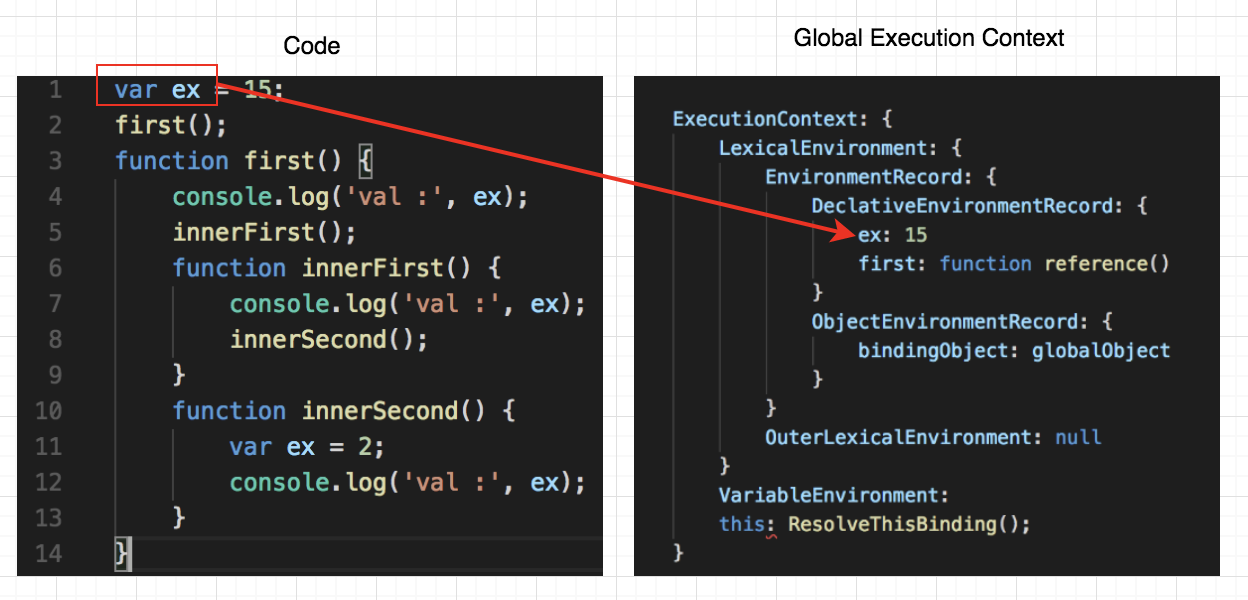 Code
Global Execution Context
1 var ex = 15;
2 first();
3 function first() {
4 console.log('val :', ex);
5 innerFirst();
6 function innerFirst() {
7 console.log('val :', ex);
8 innerSecond();
9 }
10 function innerSecond() {
11 var ex = 2;
12 console.log('val :', ex);
13 }
14 }
ExecutionContext: {
LexicalEnvironment: {
EnvironmentRecord: {
DeclativeEnvironmentRecord: {
ex: 15
first: function reference()
}
ObjectEnvironmentRecord: {
bindingObject: globalObject
}
}
OuterLexicalEnvironment: null
}
VariableEnvironment:
this: ResolveThisBinding();
}